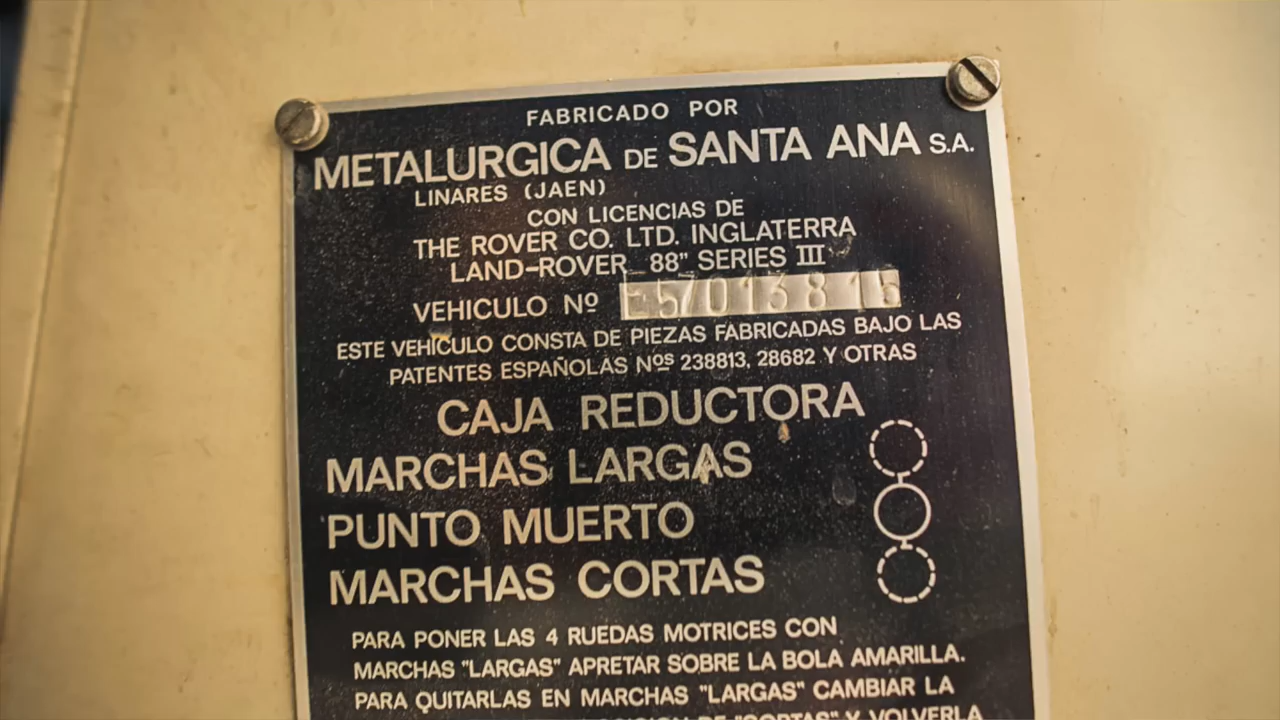 FABRICADO POR
METALURGICA DE SANTA ANA S.A.
LINARES (JAEN)
CON LICENCIAS DE
THE ROVER CO. LTD. INGLATERRA
LAND-ROVER 88" SERIES III
VEHICULO Nº
ESTE VEHICULO CONSTA DE PIEZAS FABRICADAS BAJO LAS
PATENTES ESPAÑOLAS Nºs 238813, 28682 Y OTRAS
CAJA REDUCTORA
MARCHAS LARGAS
PUNTO MUERTO
MARCHAS CORTAS
PARA PONER LAS 4 RUEDAS MOTRICES CON
MARCHAS "LARGAS" APRETAR SOBRE LA BOLA AMARILLA.
PARA QUITARLAS EN MARCHAS "LARGAS" CAMBIAR LA
DE "CORTAS" Y VOLVERLA